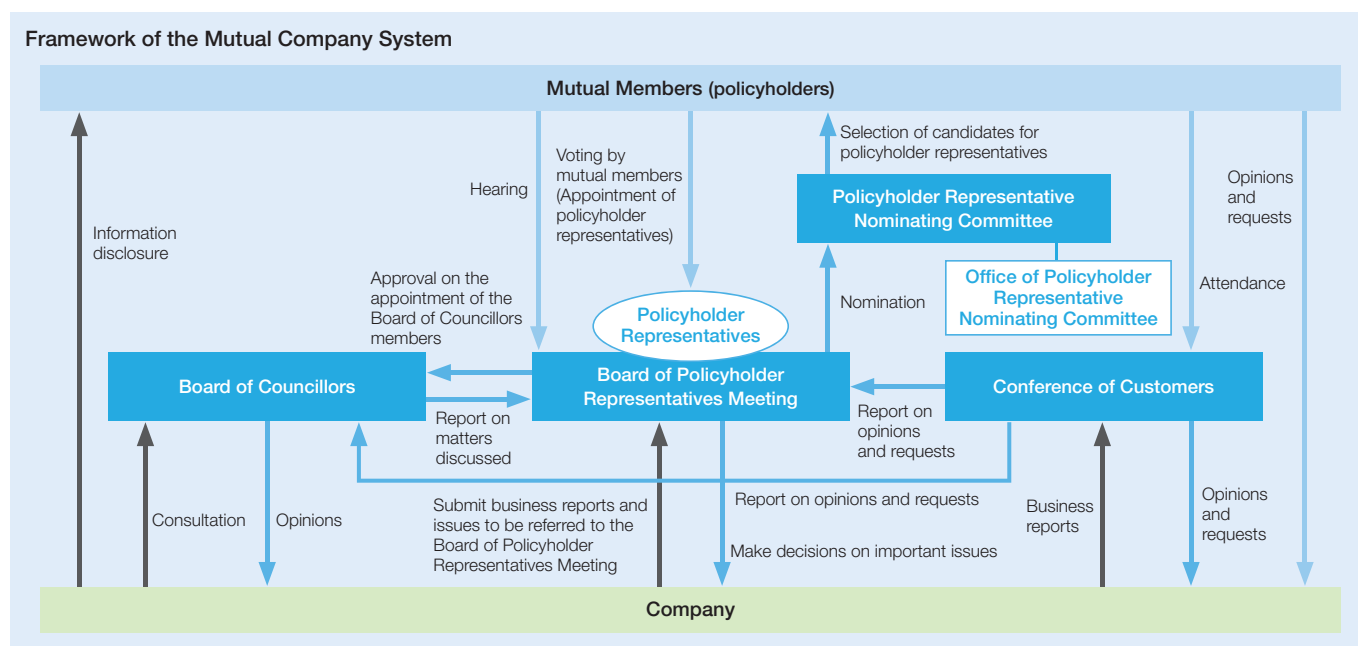 Framework of the Mutual Company System
Mutual Members (policyholders)
Information
disclosure
Hearing
Voting by
mutual members
(Appointment of
policyholder
representatives)
Selection of candidates for
policyholder representatives
Policyholder Representative
Nominating Committee
Opinions
and
requests
Office of Policyholder
Representative
Nominating Committee
Attendance
Nomination
Approval on the
appointment of the
Board of Councillors
members
Policyholder
Representatives
Board of Councillors
Board of Policyholder
Representatives Meeting
Conference of Customers
Report on
matters
discussed
Report on
opinions
and requests
Consultation
Opinions
Submit business reports and
issues to be referred to the
Board of Policyholder
Representatives Meeting
Report on opinions and requests
Make decisions on important issues
Business
reports
Opinions
and
requests
Company